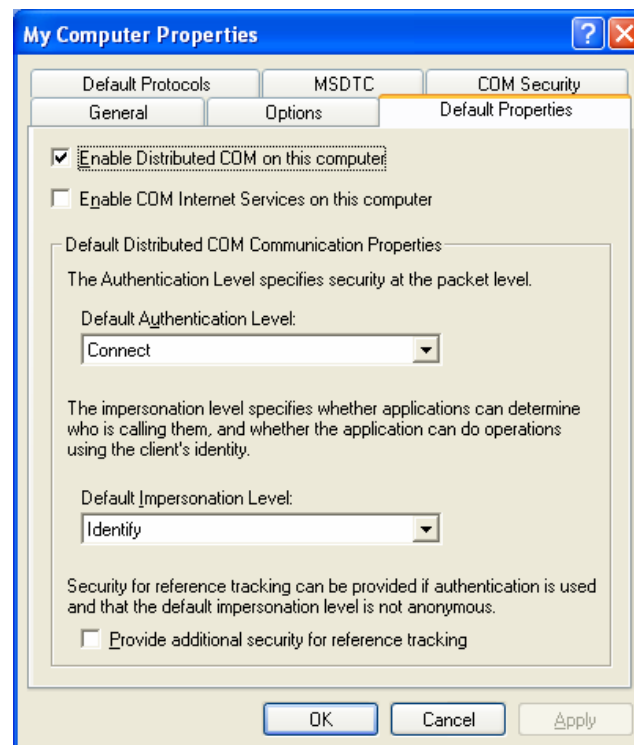 My Computer Properties
Default Protocols MSDTC COM Security
General Options Default Properties
Enable Distributed COM on this computer
Enable COM Internet Services on this computer
Default Distributed COM Communication Properties
The Authentication Level specifies security at the packet level.
Default Authentication Level:
Connect
The impersonation level specifies whether applications can determine
who is calling them, and whether the application can do operations
using the client's identity.
Default Impersonation Level:
Identify
Security for reference tracking can be provided if authentication is used
and that the default impersonation level is not anonymous.
Provide additional security for reference tracking
OK Cancel Apply